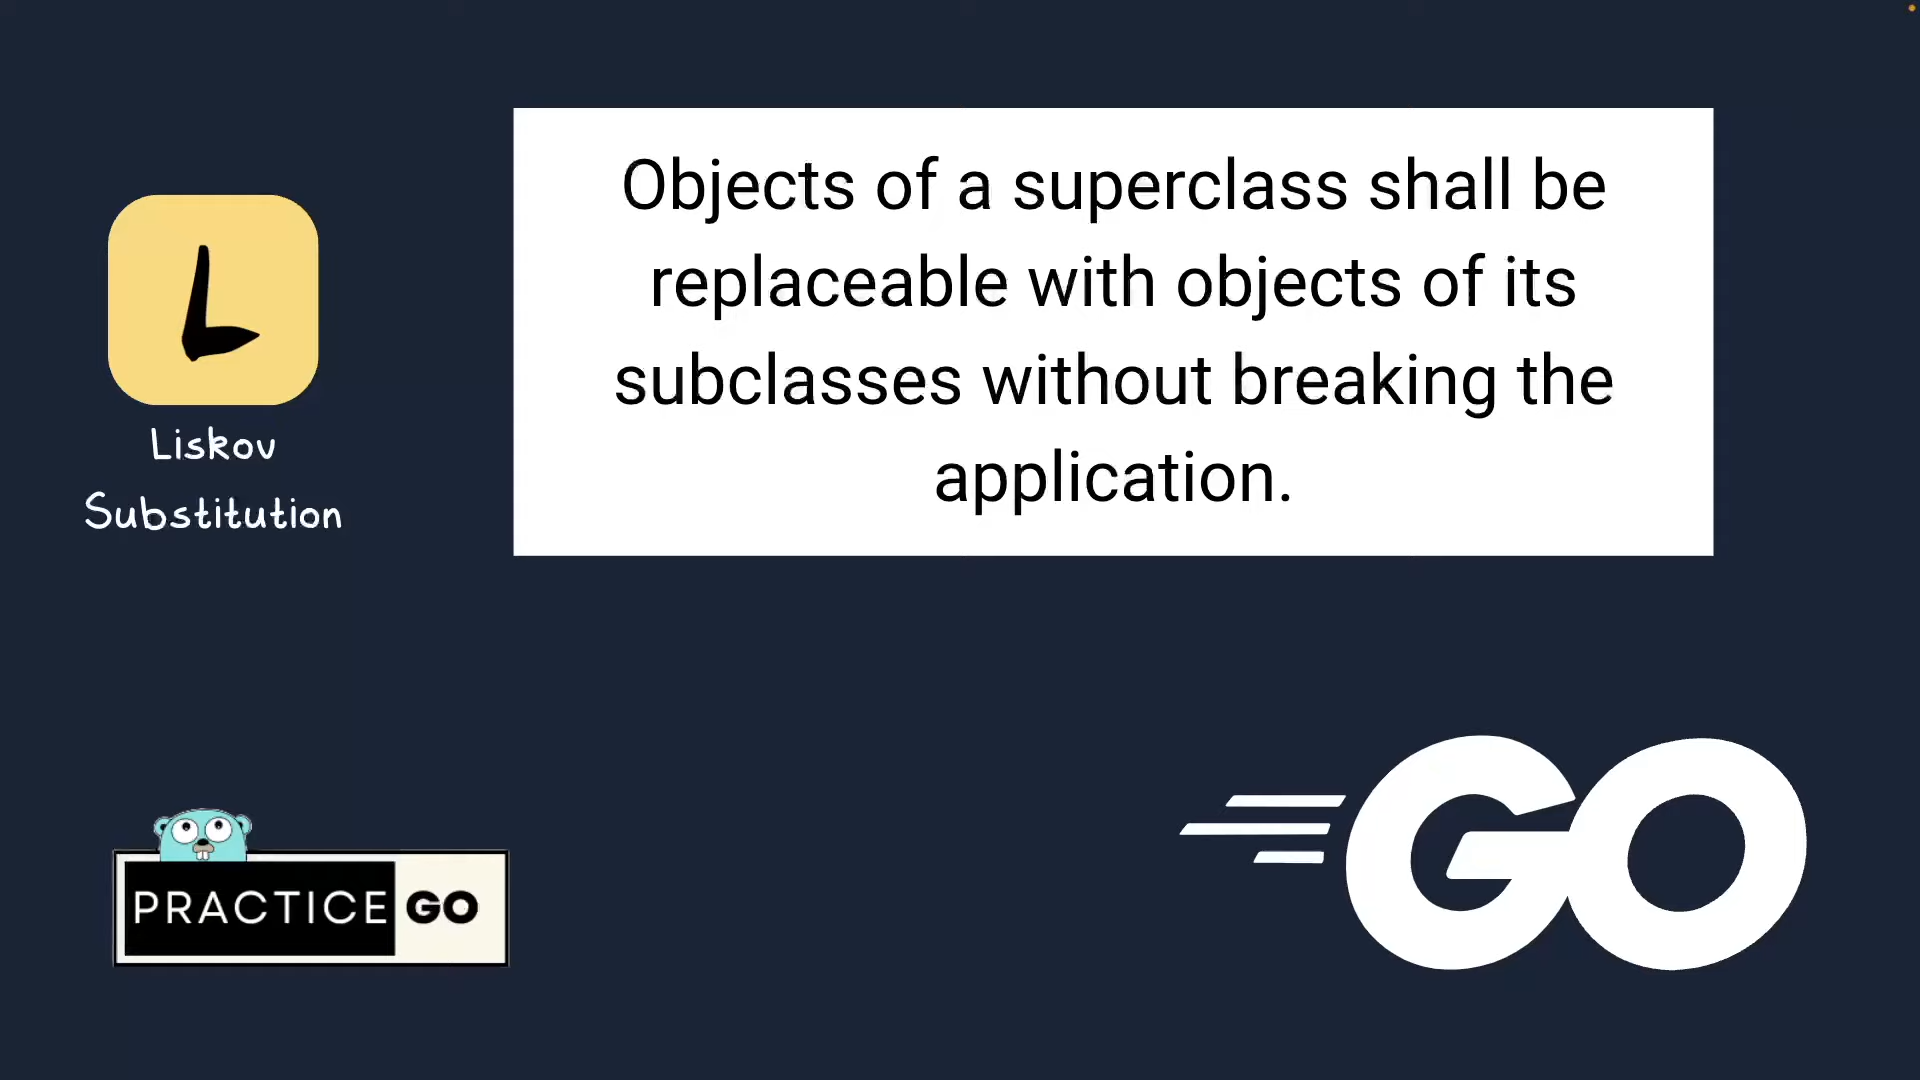 L
Liskov
Substitution
Objects of a superclass shall be
replaceable with objects of its
subclasses without breaking the
application.
PRACTICE GO
GO